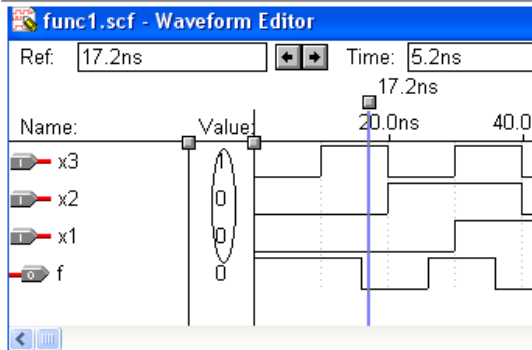 func1.scf - Waveform Editor
Ref: 17.2ns Time: 5.2ns
17.2ns
Name: Value: 20.0ns 40.0
x3 1
x2 0
x1 0
f 0